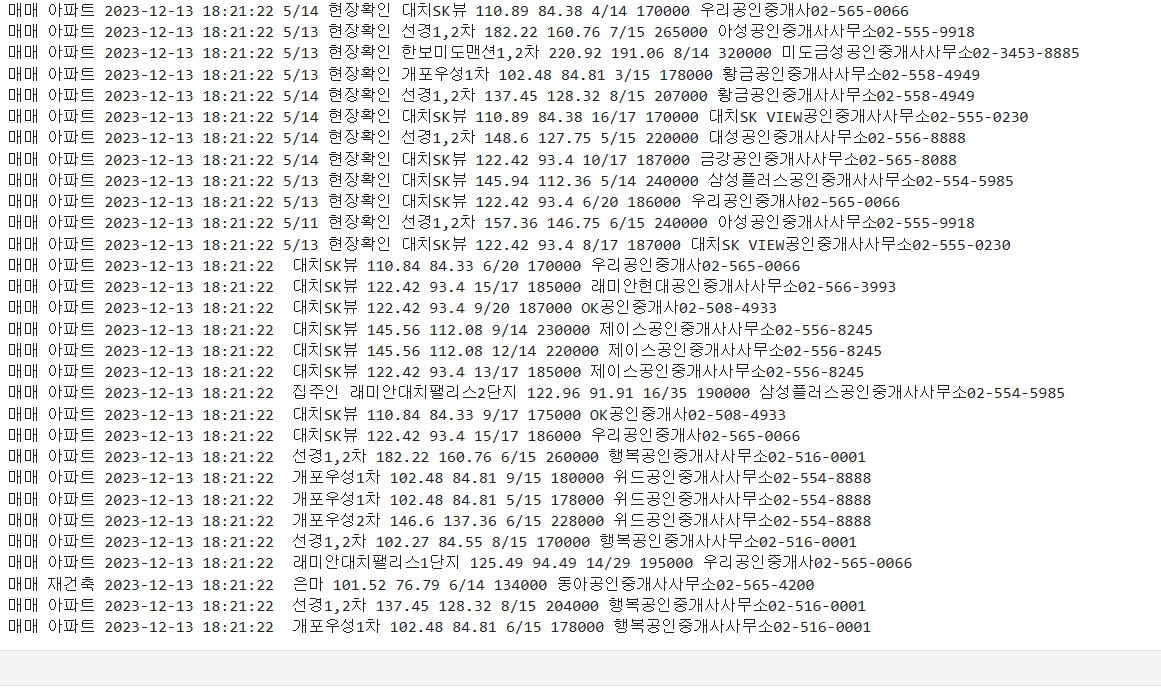 매매 아파트 2023-12-13 18:21:22 5/14 현장확인 대치SK뷰 110.89 84.38 4/14 170000 우리공인중개사02-565-0066
매매 아파트 2023-12-13 18:21:22 5/13 현장확인 선경1,2차 182.22 160.76 7/15 265000 아성공인중개사사무소02-555-9918
매매 아파트 2023-12-13 18:21:22 5/13 현장확인 한보미도맨션1,2차 220.92 191.06 8/14 320000 미도금성공인중개사사무소02-3453-8885
매매 아파트 2023-12-13 18:21:22 5/13 현장확인 개포우성1차 102.48 84.81 3/15 178000 황금공인중개사사무소02-558-4949
매매 아파트 2023-12-13 18:21:22 5/14 현장확인 선경1,2차 137.45 128.32 8/15 207000 황금공인중개사사무소02-558-4949
매매 아파트 2023-12-13 18:21:22 5/14 현장확인 대치SK뷰 110.89 84.38 16/17 170000 대치SK VIEW공인중개사사무소02-555-0230
매매 아파트 2023-12-13 18:21:22 5/14 현장확인 선경1,2차 148.6 127.75 5/15 220000 대성공인중개사사무소02-556-8888
매매 아파트 2023-12-13 18:21:22 5/14 현장확인 대치SK뷰 122.42 93.4 10/17 187000 금강공인중개사사무소02-565-8088
매매 아파트 2023-12-13 18:21:22 5/13 현장확인 대치SK뷰 145.94 112.36 5/14 240000 삼성플러스공인중개사사무소02-554-5985
매매 아파트 2023-12-13 18:21:22 5/13 현장확인 대치SK뷰 122.42 93.4 6/20 186000 우리공인중개사02-565-0066
매매 아파트 2023-12-13 18:21:22 5/11 현장확인 선경1,2차 157.36 146.75 6/15 240000 아성공인중개사사무소02-555-9918
매매 아파트 2023-12-13 18:21:22 5/13 현장확인 대치SK뷰 122.42 93.4 8/17 187000 대치SK VIEW공인중개사사무소02-555-0230
매매 아파트 2023-12-13 18:21:22 대치SK뷰 110.84 84.33 6/20 170000 우리공인중개사02-565-0066
매매 아파트 2023-12-13 18:21:22 대치SK뷰 122.42 93.4 15/17 185000 래미안현대공인중개사사무소02-566-3993
매매 아파트 2023-12-13 18:21:22 대치SK뷰 122.42 93.4 9/20 187000 OK공인중개사02-508-4933
매매 아파트 2023-12-13 18:21:22 대치SK뷰 145.56 112.08 9/14 230000 제이스공인중개사사무소02-556-8245
매매 아파트 2023-12-13 18:21:22 대치SK뷰 145.56 112.08 12/14 220000 제이스공인중개사사무소02-556-8245
매매 아파트 2023-12-13 18:21:22 대치SK뷰 122.42 93.4 13/17 185000 제이스공인중개사사무소02-556-8245
매매 아파트 2023-12-13 18:21:22 집주인 래미안대치팰리스2단지 122.96 91.91 16/35 190000 삼성플러스공인중개사사무소02-554-5985
매매 아파트 2023-12-13 18:21:22 대치SK뷰 110.84 84.33 9/17 175000 OK공인중개사02-508-4933
매매 아파트 2023-12-13 18:21:22 대치SK뷰 122.42 93.4 15/17 186000 우리공인중개사02-565-0066
매매 아파트 2023-12-13 18:21:22 선경1,2차 182.22 160.76 6/15 260000 행복공인중개사사무소02-516-0001
매매 아파트 2023-12-13 18:21:22 개포우성1차 102.48 84.81 9/15 180000 위드공인중개사사무소02-554-8888
매매 아파트 2023-12-13 18:21:22 개포우성1차 102.48 84.81 5/15 178000 위드공인중개사사무소02-554-8888
매매 아파트 2023-12-13 18:21:22 개포우성2차 146.6 137.36 6/15 228000 위드공인중개사사무소02-554-8888
매매 아파트 2023-12-13 18:21:22 선경1,2차 102.27 84.55 8/15 170000 행복공인중개사사무소02-516-0001
매매 아파트 2023-12-13 18:21:22 래미안대치팰리스1단지 125.49 94.49 14/29 195000 우리공인중개사02-565-0066
매매 재건축 2023-12-13 18:21:22 은마 101.52 76.79 6/14 134000 동아공인중개사사무소02-565-4200
매매 아파트 2023-12-13 18:21:22 선경1,2차 137.45 128.32 8/15 204000 행복공인중개사사무소02-516-0001
매매 아파트 2023-12-13 18:21:22 개포우성1차 102.48 84.81 6/15 178000 행복공인중개사사무소02-516-0001